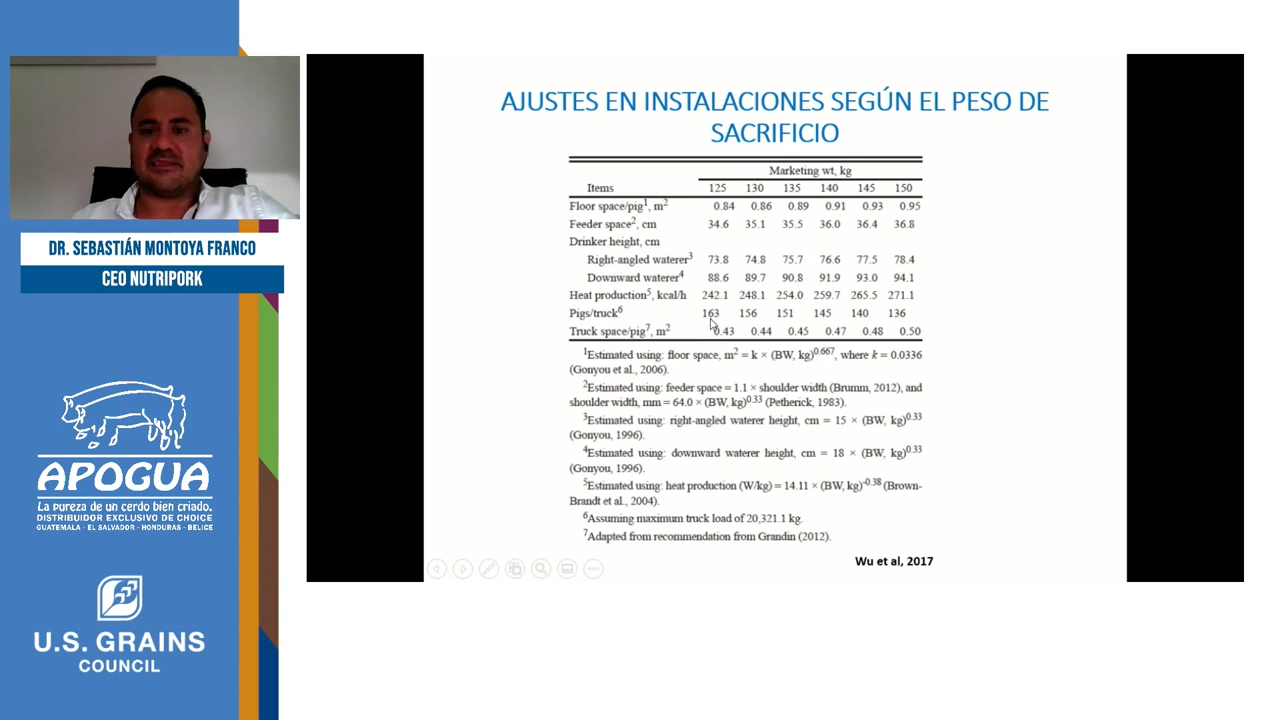 DR. SEBASTIÁN MONTOYA FRANCO
CEO NUTRIPORK
APOGUA
La pureza de un cerdo bien criado.
DISTRIBUIDOR EXCLUSIVO DE CHOICE
GUATEMALA - EL SALVADOR - HONDURAS - BELICE
U.S. GRAINS
COUNCIL
AJUSTES EN INSTALACIONES SEGÚN EL PESO DE
SACRIFICIO
Marketing wt, kg
Items 125 130 135 140 145 150
Floor space/pig¹, m² 0.84 0.86 0.89 0.91 0.93 0.95
Feeder space², cm 34.6 35.1 35.5 36.0 36.4 36.8
Drinker height, cm
Right-angled waterer³ 73.8 74.8 75.7 76.6 77.5 78.4
Downward waterer⁴ 88.6 89.7 90.8 91.9 93.0 94.1
Heat production⁵, kcal/h 242.1 248.1 254.0 259.7 265.5 271.1
Pigs/truck⁶ 163 156 151 145 140 136
Truck space/pig⁷, m² 0.43 0.44 0.45 0.47 0.48 0.50
¹Estimated using: floor space, m² = k × (BW, kg)^0.667, where k = 0.0336
(Gonyou et al., 2006).
²Estimated using: feeder space = 1.1 × shoulder width (Brumm, 2012), and
shoulder width, mm = 64.0 × (BW, kg)^0.33 (Petherick, 1983).
³Estimated using: right-angled waterer height, cm = 15 × (BW, kg)^0.33
(Gonyou, 1996).
⁴Estimated using: downward waterer height, cm = 18 × (BW, kg)^0.33
(Gonyou, 1996).
⁵Estimated using: heat production (W/kg) = 14.11 × (BW, kg)^-0.38 (Brown-
Brandt et al., 2004).
⁶Assuming maximum truck load of 20,321.1 kg.
⁷Adapted from recommendation from Grandin (2012).
Wu et al, 2017